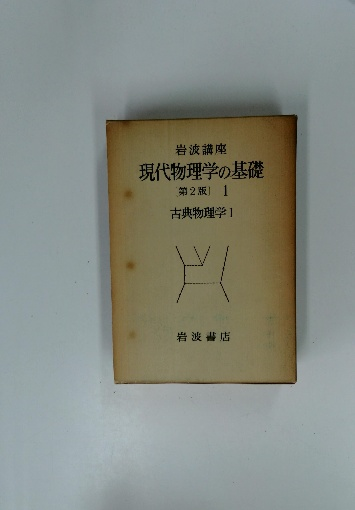 岩波講座
現代物理学の基礎
［第2版］ 1
古典物理学 I
岩波書店